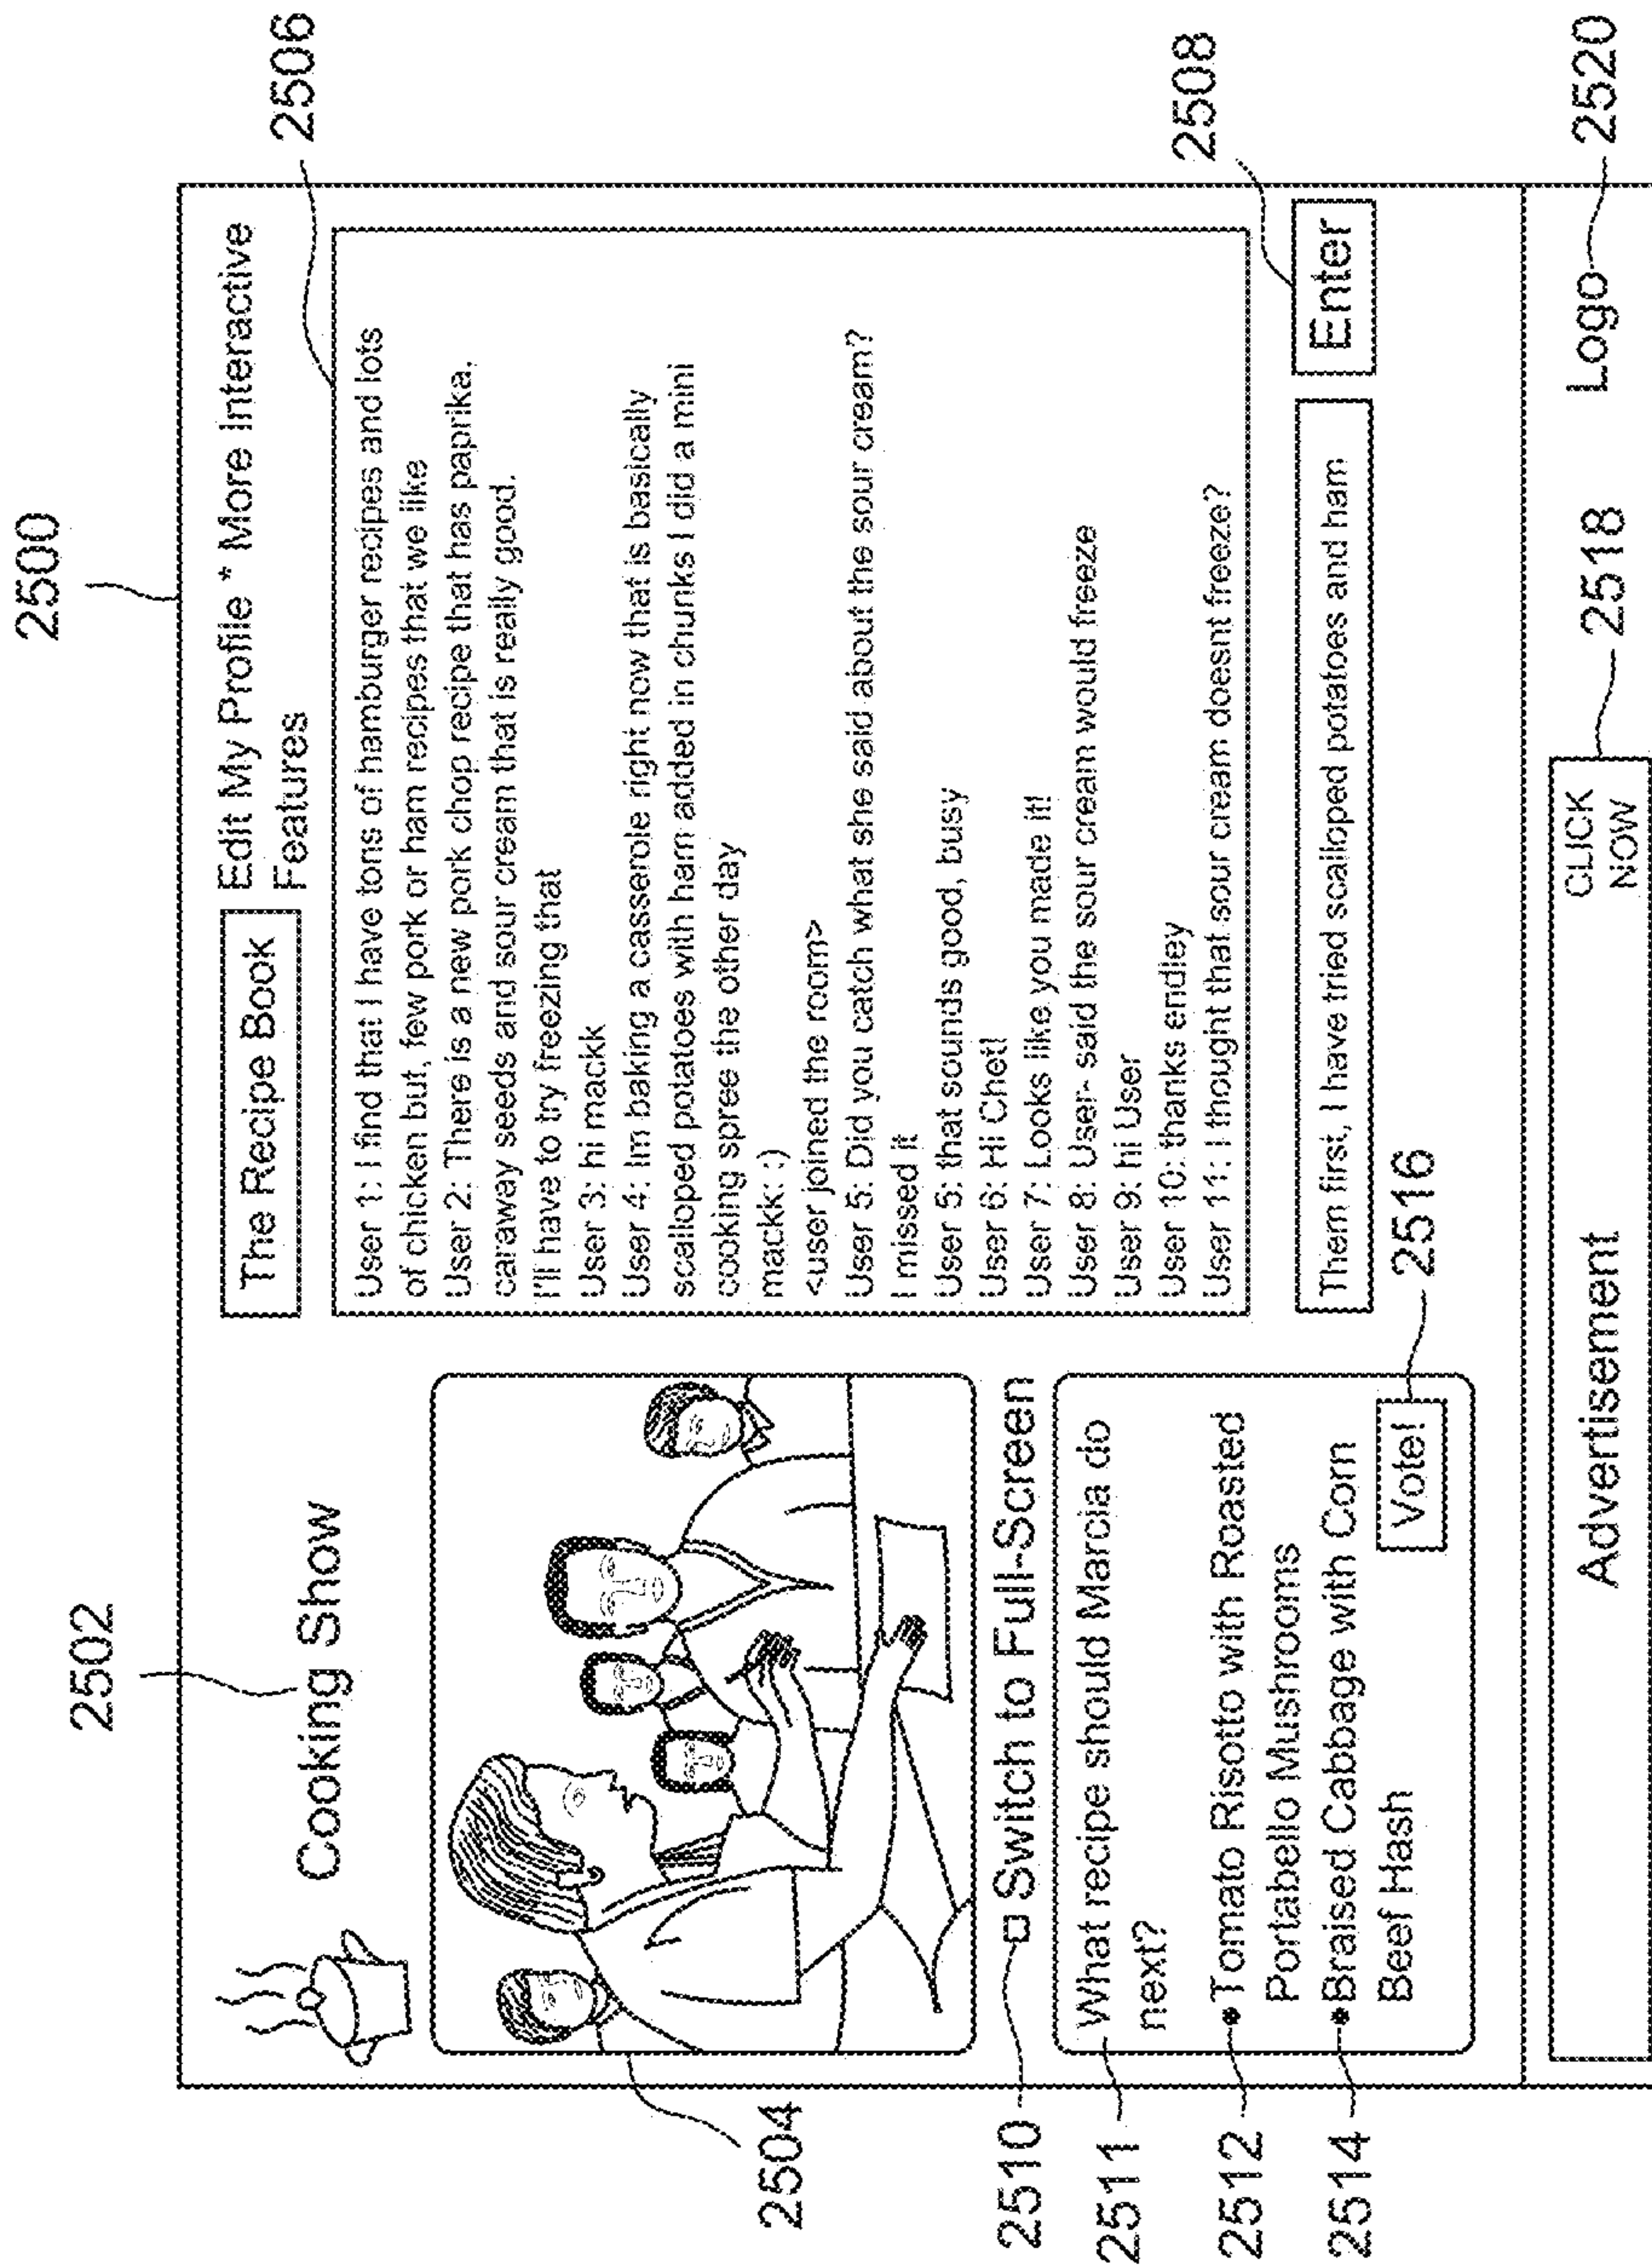 2500
2502
Cooking Show
The Recipe Book
Edit My Profile * More Interactive
Features
2506
User 1: I find that I have tons of hamburger recipes and lots
of chicken but, few pork or ham recipes that we like
User 2: There is a new pork chop recipe that has paprika,
caraway seeds and sour cream that is really good.
I'll have to try freezing that
User 3: hi mackk
User 4: Im baking a casserole right now that is basically
scalloped potatoes with ham added in chunks I did a mini
cooking spree the other day
mackk: :)
<user joined the room>
User 5: Did you catch what she said about the sour cream?
I missed it
User 5: that sounds good, busy
User 6: Hi Chet!
User 7: Looks like you made it!
User 8: User- said the sour cream would freeze
User 9: hi User
User 10: thanks endley
User 11: I thought that sour cream doesnt freeze?
2504
2508
Them first, I have tried scalloped potatoes and ham
Enter
2510
Switch to Full-Screen
2511
What recipe should Marcia do
next?
2512
•Tomato Risotto with Roasted
Portabello Mushrooms
2514
•Braised Cabbage with Corn
Beef Hash
Vote!
2516
Advertisement
CLICK
NOW
2518
Logo
2520